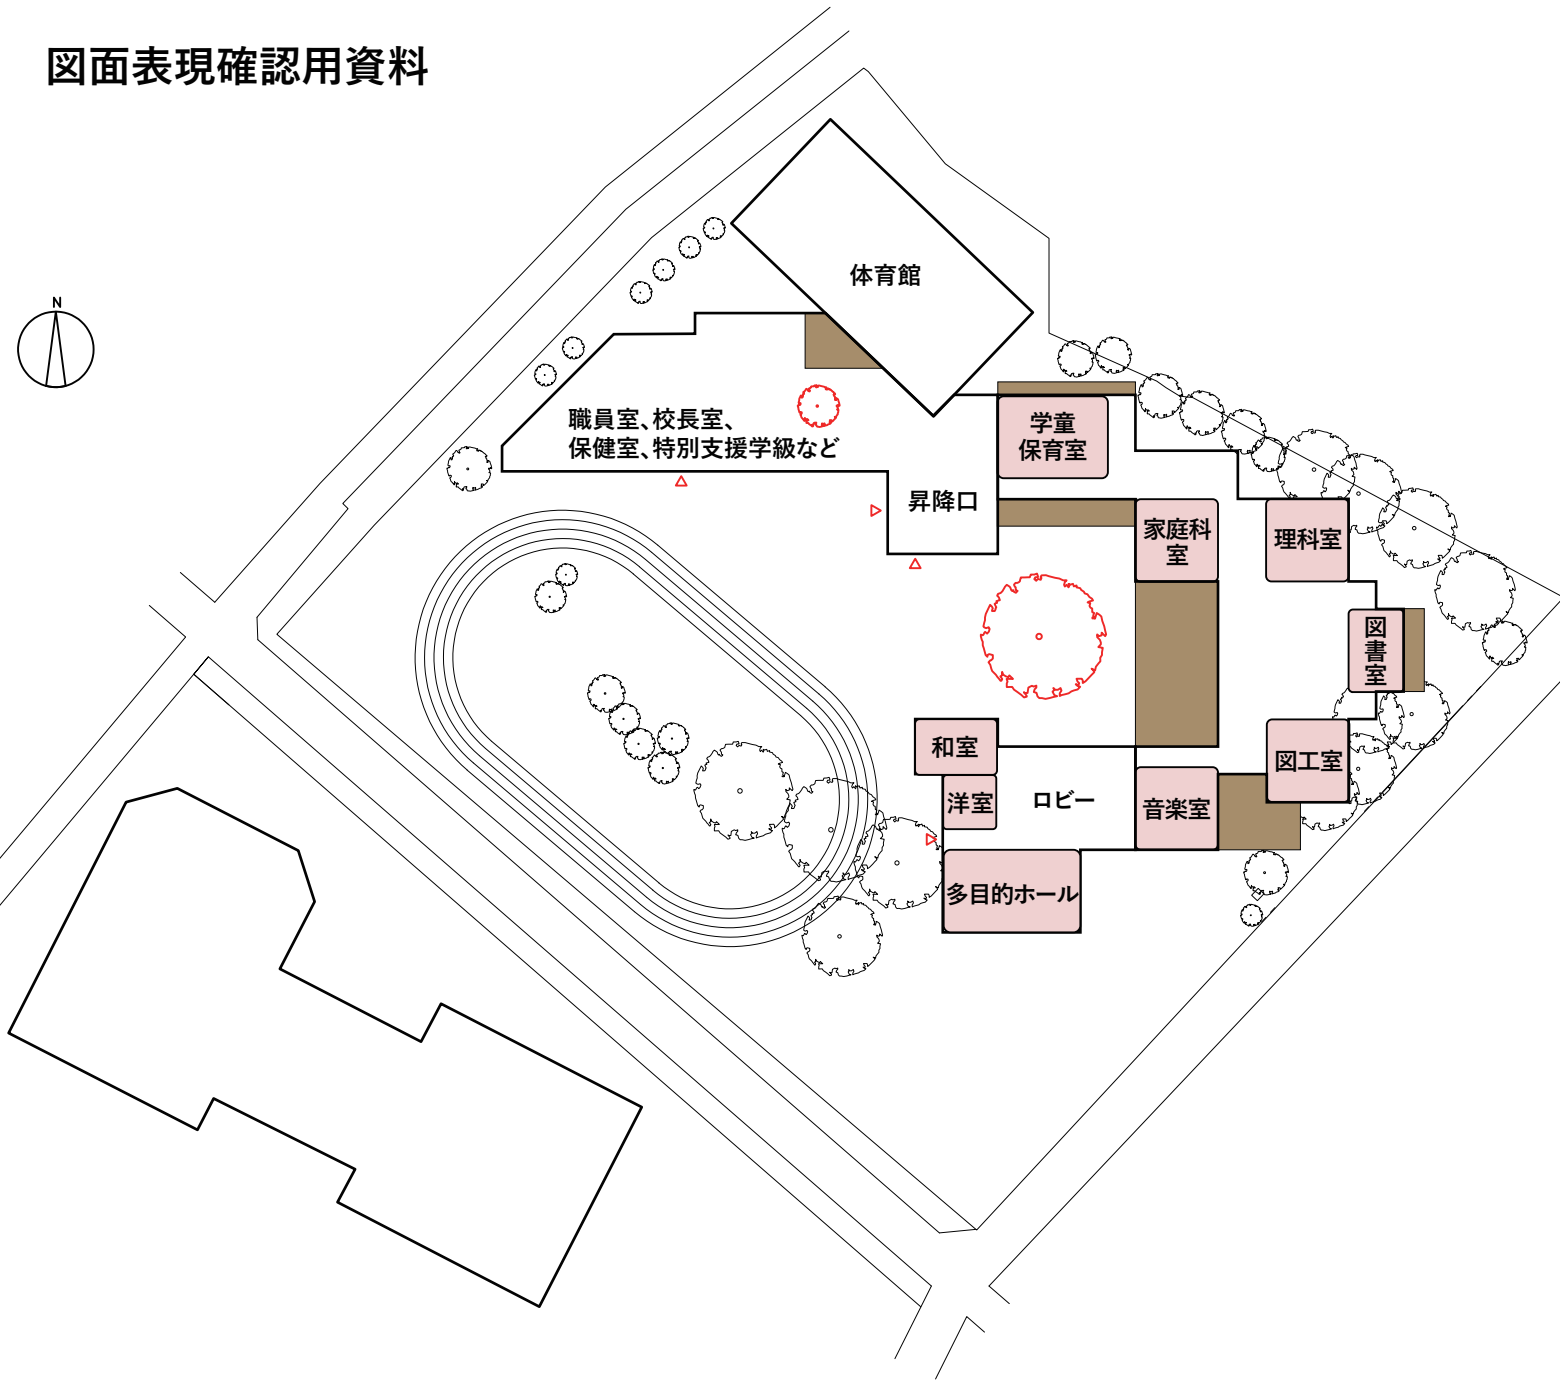 図面表現確認用資料
N
体育館
職員室、校長室、
保健室、特別支援学級など
学童
保育室
昇降口
家庭科
室
理科室
図
書
室
和室
洋室
ロビー
音楽室
図工室
多目的ホール